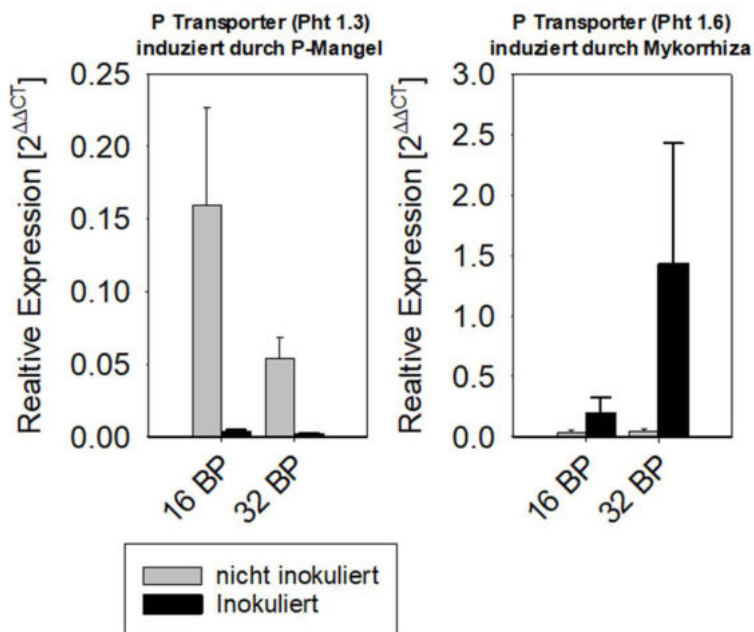 P Transporter (Pht 1.3)
induziert durch P-Mangel
Realtive Expression [2^ΔΔCT]
0.25
0.20
0.15
0.10
0.05
0.00
16 BP
32 BP
P Transporter (Pht 1.6)
induziert durch Mykorrhiza
Realtive Expression [2^ΔΔCT]
3.0
2.5
2.0
1.5
1.0
0.5
0.0
16 BP
32 BP
nicht inokuliert
Inokuliert